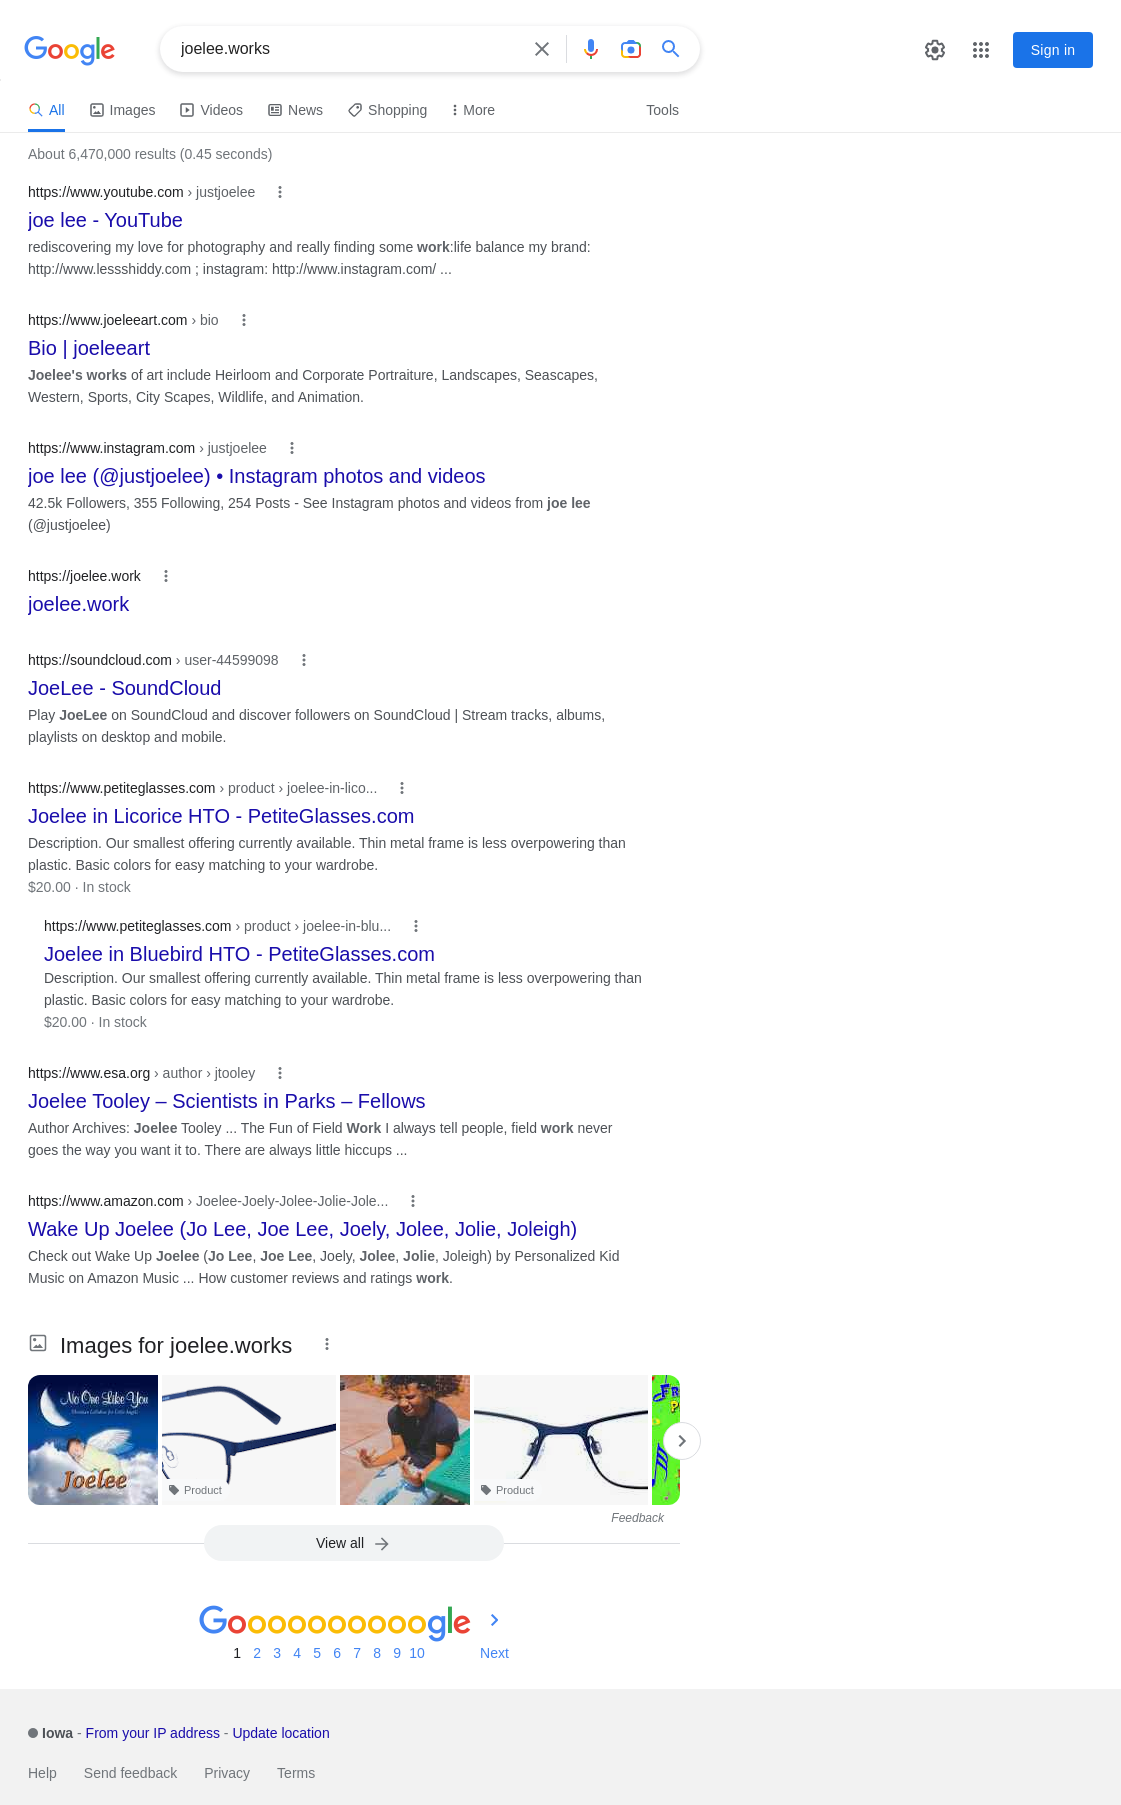 Google
joelee.works
Sign in
All
Images
Videos
News
Shopping
More
Tools
About 6,470,000 results (0.45 seconds)
https://www.youtube.com › justjoelee
joe lee - YouTube
rediscovering my love for photography and really finding some work:life balance my brand:
http://www.lessshiddy.com ; instagram: http://www.instagram.com/ ...
https://www.joeleeart.com › bio
Bio | joeleeart
Joelee's works of art include Heirloom and Corporate Portraiture, Landscapes, Seascapes,
Western, Sports, City Scapes, Wildlife, and Animation.
https://www.instagram.com › justjoelee
joe lee (@justjoelee) • Instagram photos and videos
42.5k Followers, 355 Following, 254 Posts - See Instagram photos and videos from joe lee
(@justjoelee)
https://joelee.work
joelee.work
https://soundcloud.com › user-44599098
JoeLee - SoundCloud
Play JoeLee on SoundCloud and discover followers on SoundCloud | Stream tracks, albums,
playlists on desktop and mobile.
https://www.petiteglasses.com › product › joelee-in-lico...
Joelee in Licorice HTO - PetiteGlasses.com
Description. Our smallest offering currently available. Thin metal frame is less overpowering than
plastic. Basic colors for easy matching to your wardrobe.
$20.00 · In stock
https://www.petiteglasses.com › product › joelee-in-blu...
Joelee in Bluebird HTO - PetiteGlasses.com
Description. Our smallest offering currently available. Thin metal frame is less overpowering than
plastic. Basic colors for easy matching to your wardrobe.
$20.00 · In stock
https://www.esa.org › author › jtooley
Joelee Tooley – Scientists in Parks – Fellows
Author Archives: Joelee Tooley ... The Fun of Field Work I always tell people, field work never
goes the way you want it to. There are always little hiccups ...
https://www.amazon.com › Joelee-Joely-Jolee-Jolie-Jole...
Wake Up Joelee (Jo Lee, Joe Lee, Joely, Jolee, Jolie, Joleigh)
Check out Wake Up Joelee (Jo Lee, Joe Lee, Joely, Jolee, Jolie, Joleigh) by Personalized Kid
Music on Amazon Music ... How customer reviews and ratings work.
Images for joelee.works
No One Like You
Joelee
Product
Product
Feedback
View all
Goooooooooogle
1 2 3 4 5 6 7 8 9 10 Next
Iowa - From your IP address - Update location
Help Send feedback Privacy Terms